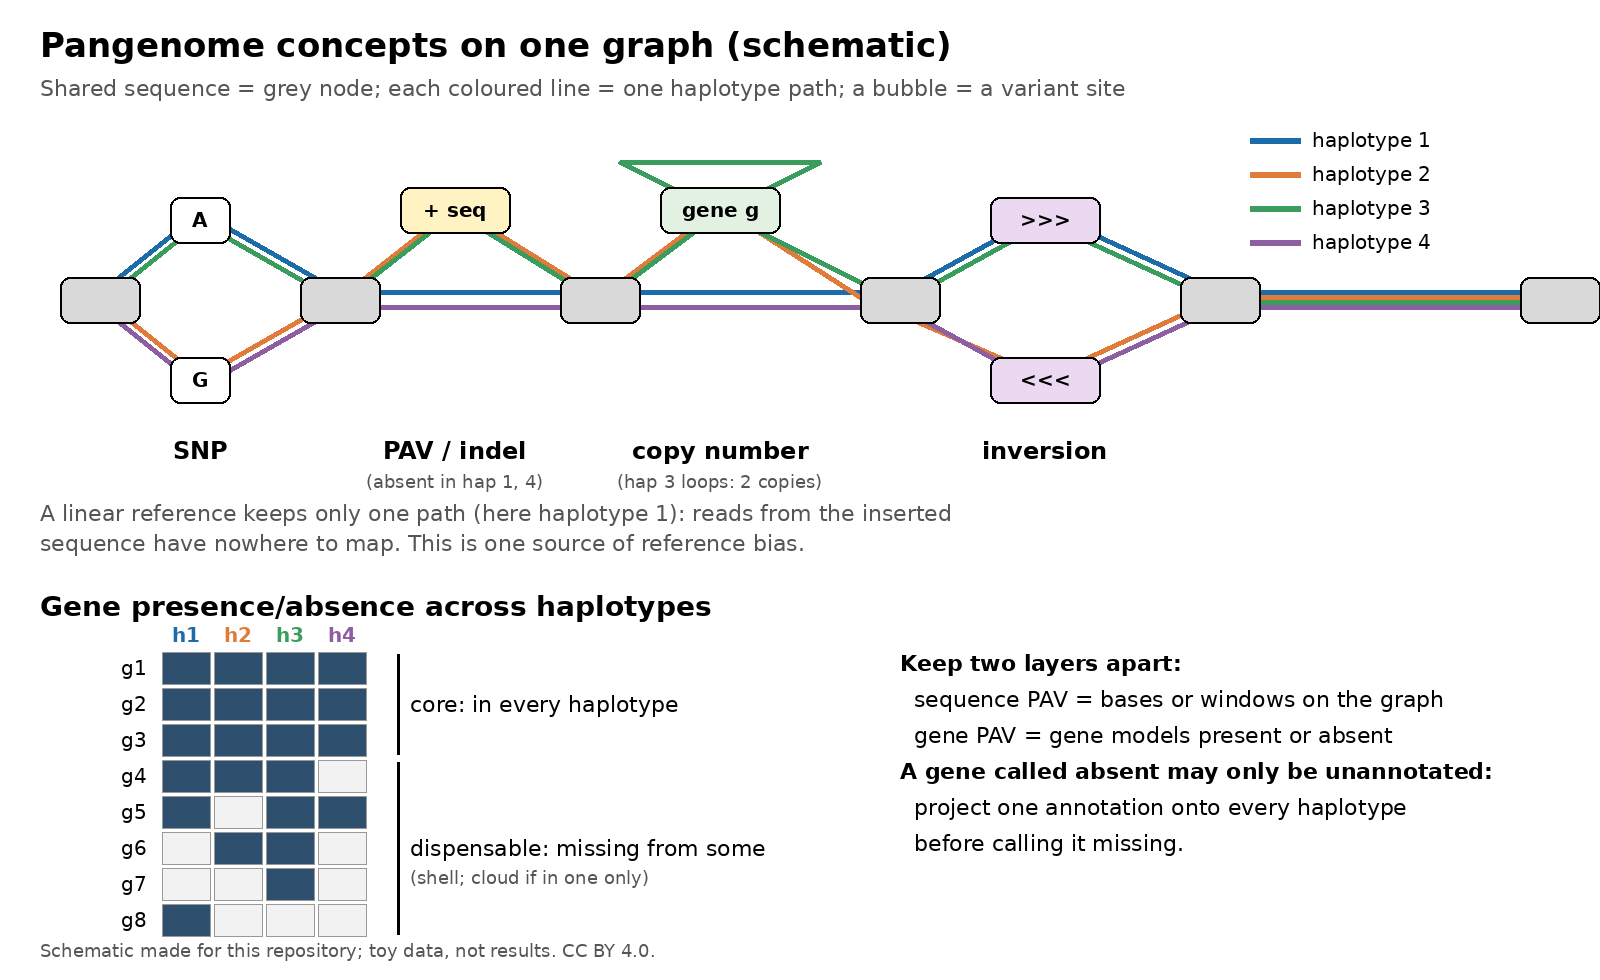 Pangenome concepts on one graph (schematic)
Shared sequence = grey node; each coloured line = one haplotype path; a bubble = a variant site
haplotype 1
haplotype 2
haplotype 3
haplotype 4
A
+ seq
gene g
>>>
G
<<<
SNP
PAV / indel
copy number
inversion
(absent in hap 1, 4)
(hap 3 loops: 2 copies)
A linear reference keeps only one path (here haplotype 1): reads from the inserted
sequence have nowhere to map. This is one source of reference bias.
Gene presence/absence across haplotypes
h1 h2 h3 h4
g1
g2
g3
g4
g5
g6
g7
g8
core: in every haplotype
dispensable: missing from some
(shell; cloud if in one only)
Keep two layers apart:
sequence PAV = bases or windows on the graph
gene PAV = gene models present or absent
A gene called absent may only be unannotated:
project one annotation onto every haplotype
before calling it missing.
Schematic made for this repository; toy data, not results. CC BY 4.0.